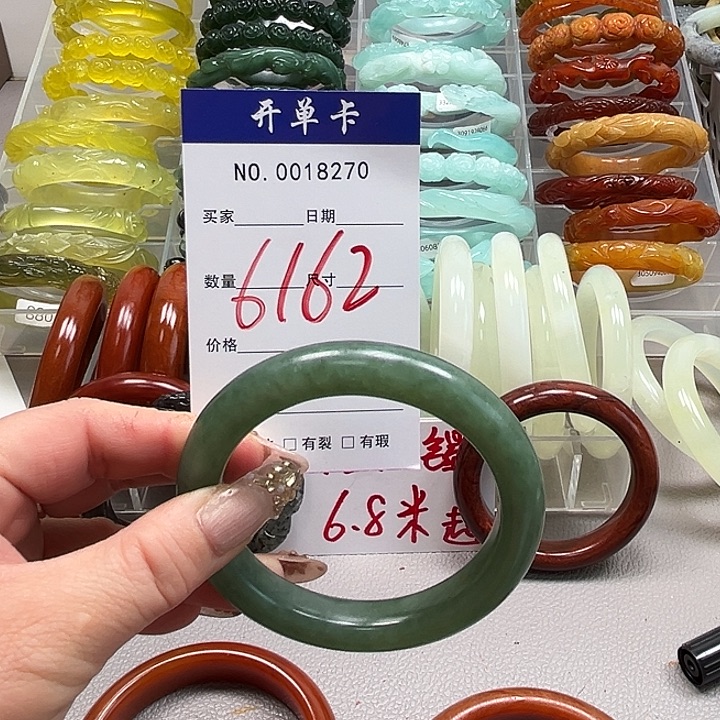 开单卡
NO. 0018270
买家 日期
数量 尺寸
6162
价格
□ 有裂 □ 有瑕
镯
6.8米起